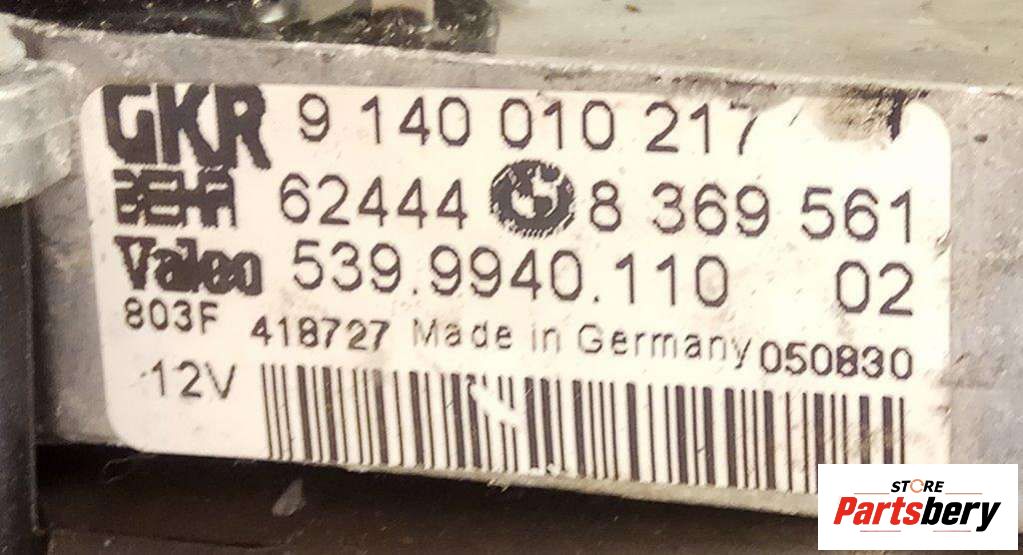 GKR 9 140 010 217
BEHR 62444 8 369 561
Valeo 539.9940.110 02
803F 418727 Made in Germany 050830
12V
STORE
Partsbery